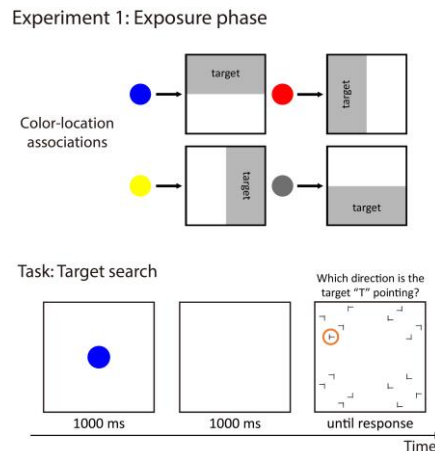 Experiment 1: Exposure phase
target
target
Color-location
associations
target
target
Task: Target search
Which direction is the
target "T" pointing?
1000 ms
1000 ms
until response
Time